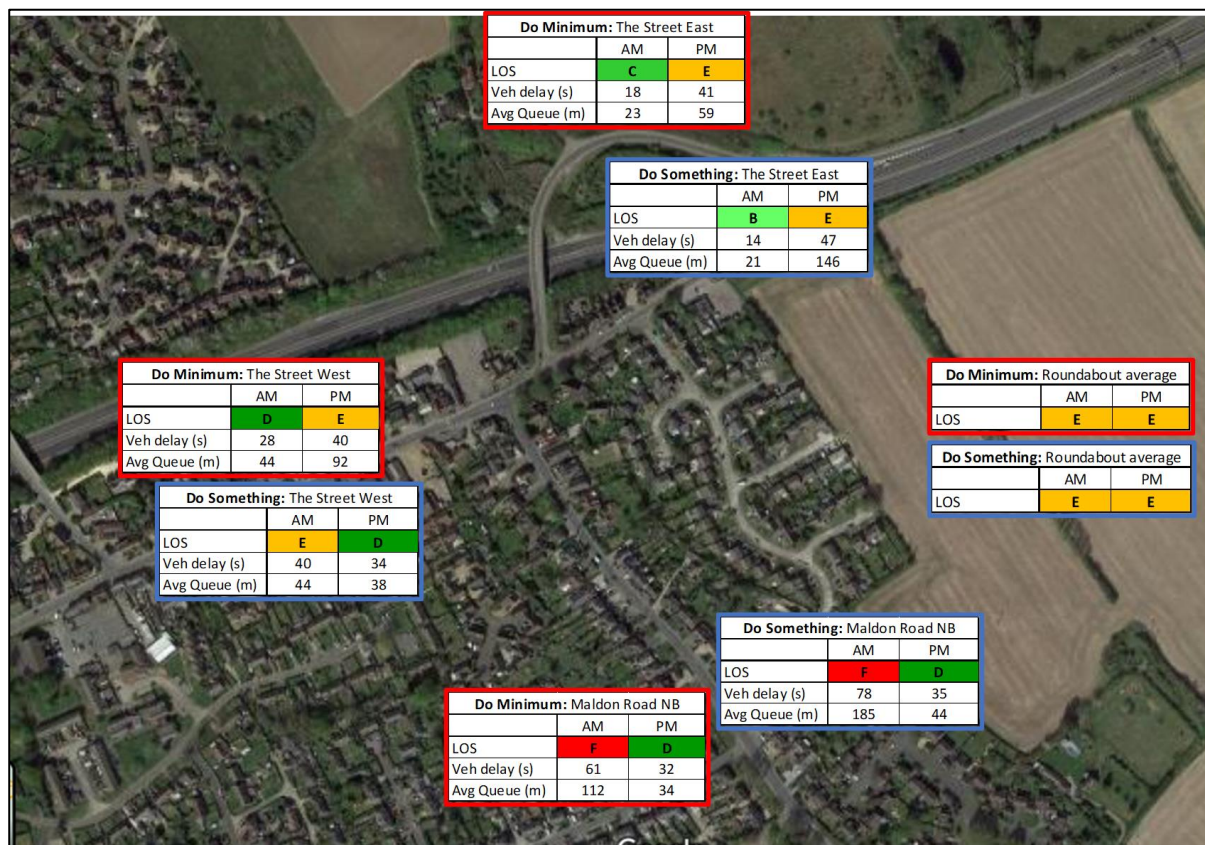 Do Minimum: The Street East
AM PM
LOS C E
Veh delay (s) 18 41
Avg Queue (m) 23 59
Do Something: The Street East
AM PM
LOS B E
Veh delay (s) 14 47
Avg Queue (m) 21 146
Do Minimum: The Street West
AM PM
LOS D E
Veh delay (s) 28 40
Avg Queue (m) 44 92
Do Minimum: Roundabout average
AM PM
LOS E E
Do Something: Roundabout average
AM PM
LOS E E
Do Something: The Street West
AM PM
LOS E D
Veh delay (s) 40 34
Avg Queue (m) 44 38
Do Something: Maldon Road NB
AM PM
LOS F D
Veh delay (s) 78 35
Avg Queue (m) 185 44
Do Minimum: Maldon Road NB
AM PM
LOS F D
Veh delay (s) 61 32
Avg Queue (m) 112 34